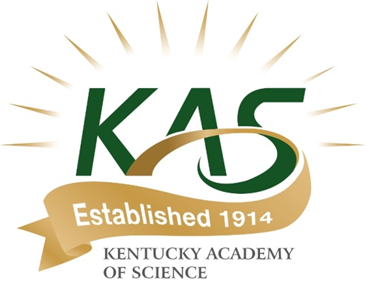 KAS
Established 1914
KENTUCKY ACADEMY
OF SCIENCE